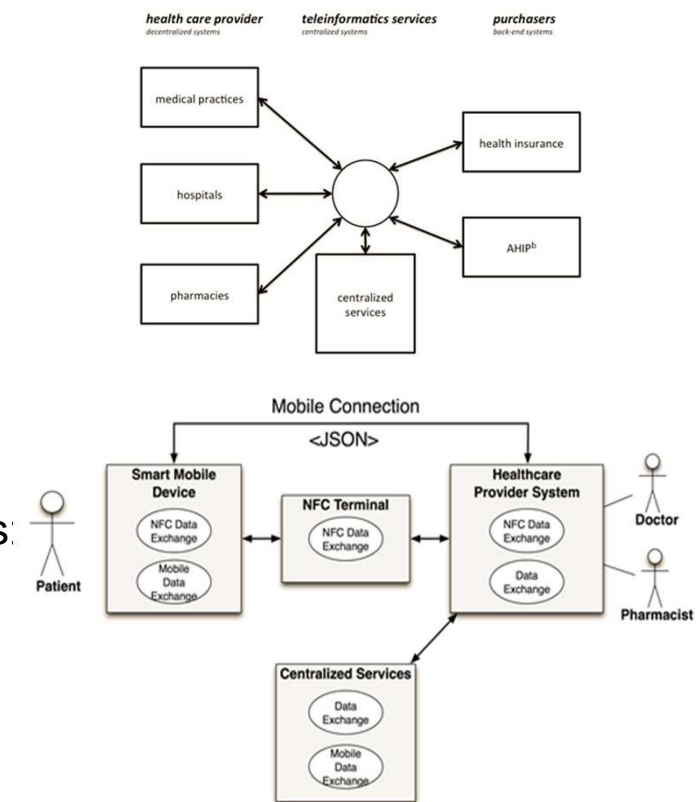 health care provider
decentralized systems
teleinformatics services
centralized systems
purchasers
back-end systems
medical practices
health insurance
hospitals
AHIPᵇ
pharmacies
centralized
services
Mobile Connection
<JSON>
Smart Mobile
Device
Healthcare
Provider System
NFC Terminal
NFC Data
Exchange
NFC Data
Exchange
NFC Data
Exchange
Doctor
s:
Mobile
Data
Exchange
Data
Exchange
Patient
Pharmacist
Centralized Services
Data
Exchange
Mobile
Data
Exchange